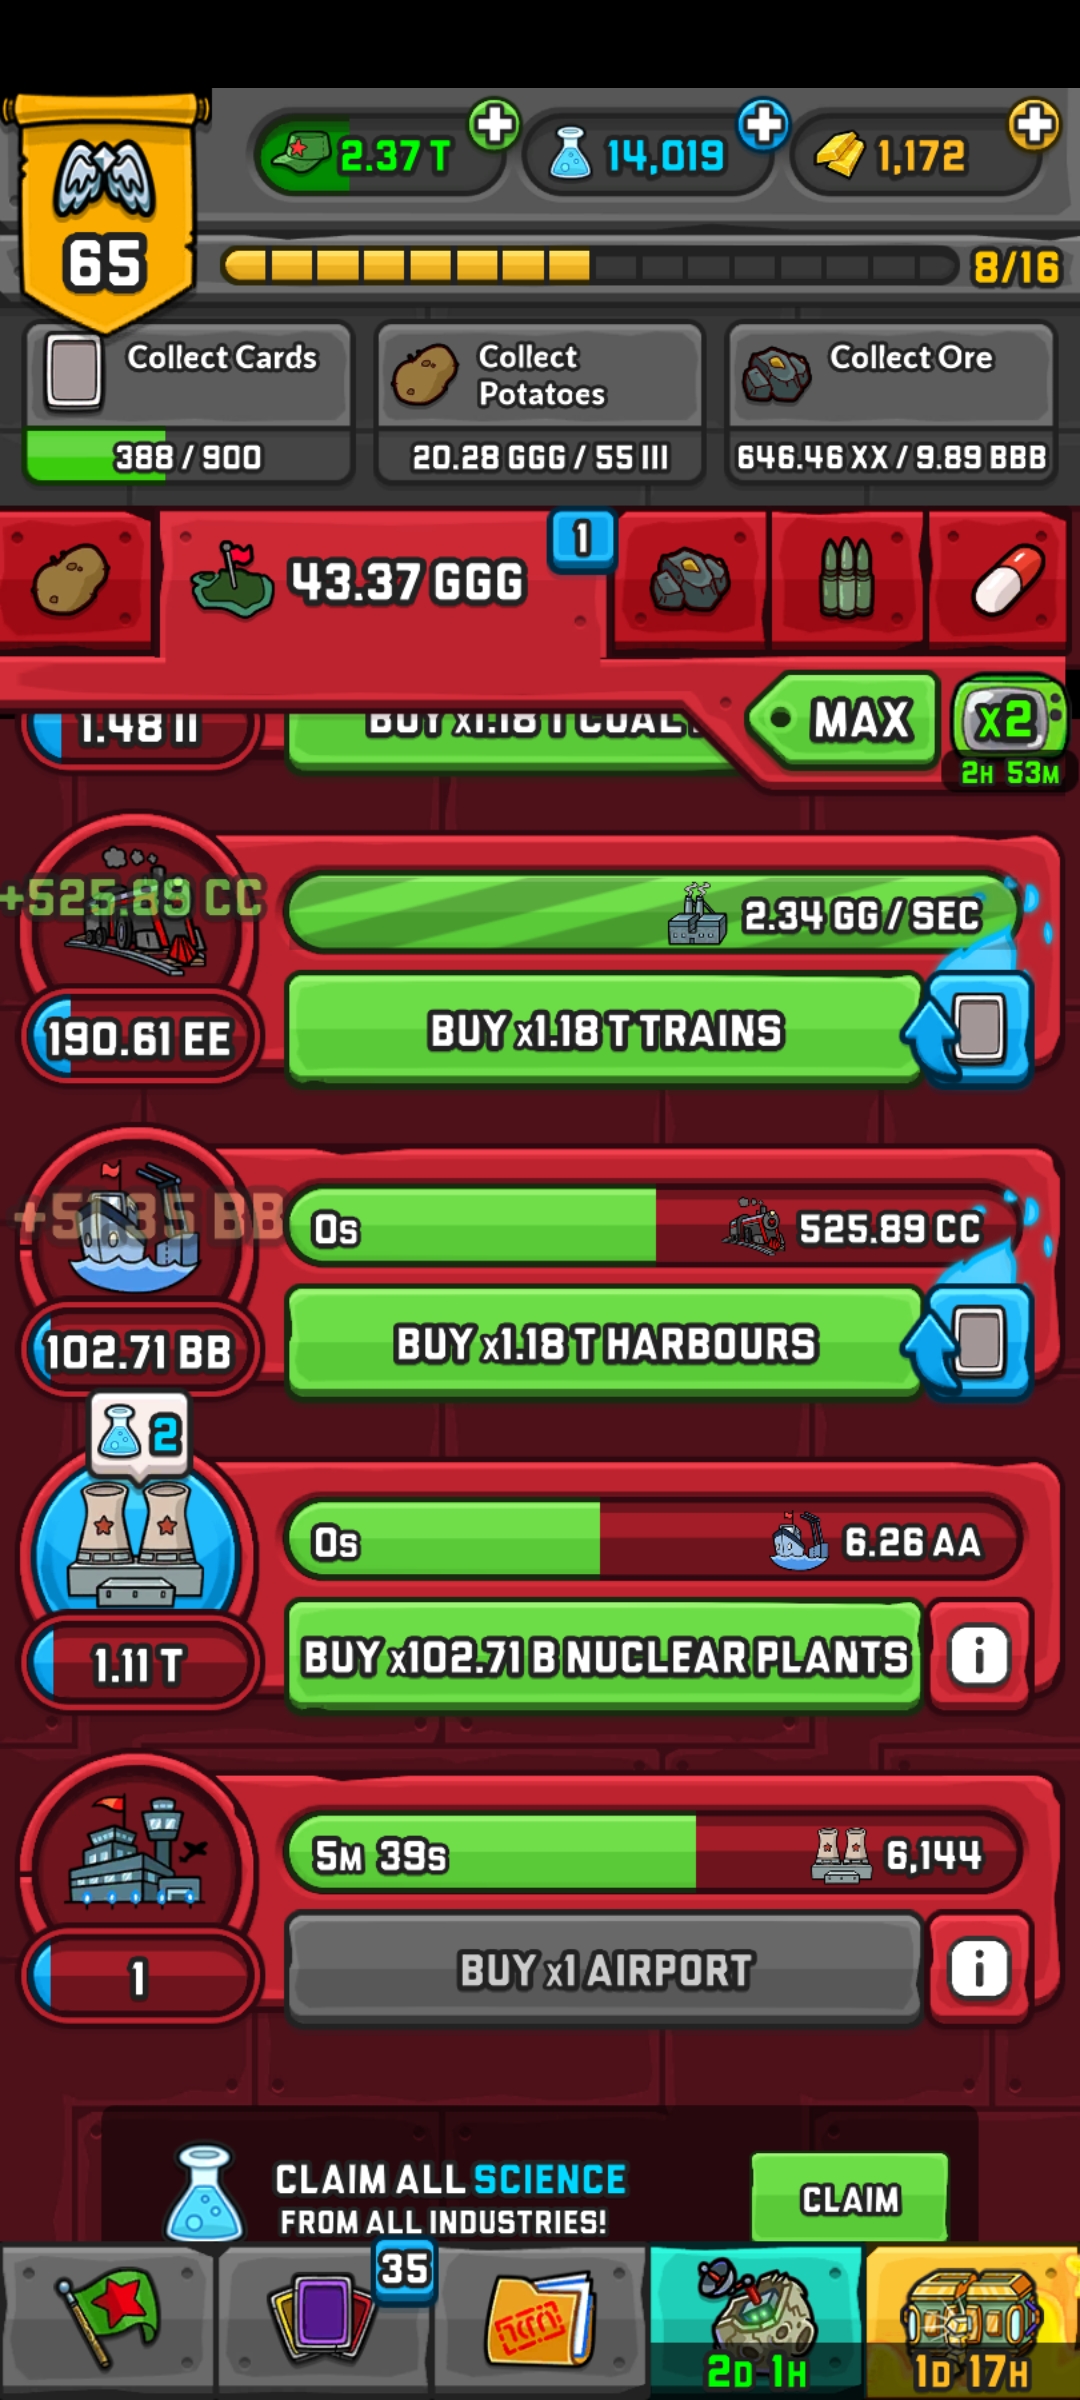 2.37 T
14,019
1,172
65
8/16
Collect Cards
388 / 900
Collect
Potatoes
20.28 GGG / 55 III
Collect Ore
646.46 XX / 9.89 BBB
43.37 GGG
1
MAX
x2
2H 53M
1.48 II
BUY x1.18 T COAL
+525.89 CC
2.34 GG / SEC
190.61 EE
BUY x1.18 T TRAINS
+51.35 BB
0s
525.89 CC
102.71 BB
BUY x1.18 T HARBOURS
2
0s
6.26 AA
1.11 T
BUY x102.71 B NUCLEAR PLANTS
i
5M 39s
6,144
1
BUY x1 AIRPORT
i
CLAIM ALL SCIENCE
FROM ALL INDUSTRIES!
CLAIM
35
2D 1H
1D 17H